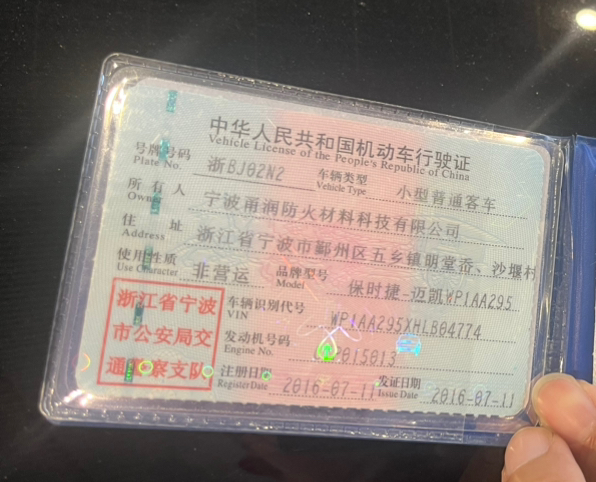 中华人民共和国机动车行驶证
Vehicle License of the People's Republic of China
号牌号码 浙BJ02N2 车辆类型 小型普通客车
Plate No. Vehicle Type
所有人 宁波甬润防火材料科技有限公司
Owner
住址 浙江省宁波市鄞州区五乡镇明堂岙、沙堰村
Address
使用性质 非营运 品牌型号 保时捷-迈凯WP1AA295
Use Character Model
浙江省宁波 车辆识别代号 WP1AA295XHLB04774
VIN
市公安局交 发动机号码 2015013
Engine No.
通警察支队 注册日期 2016-07-11 发证日期 2016-07-11
Register Date Issue Date